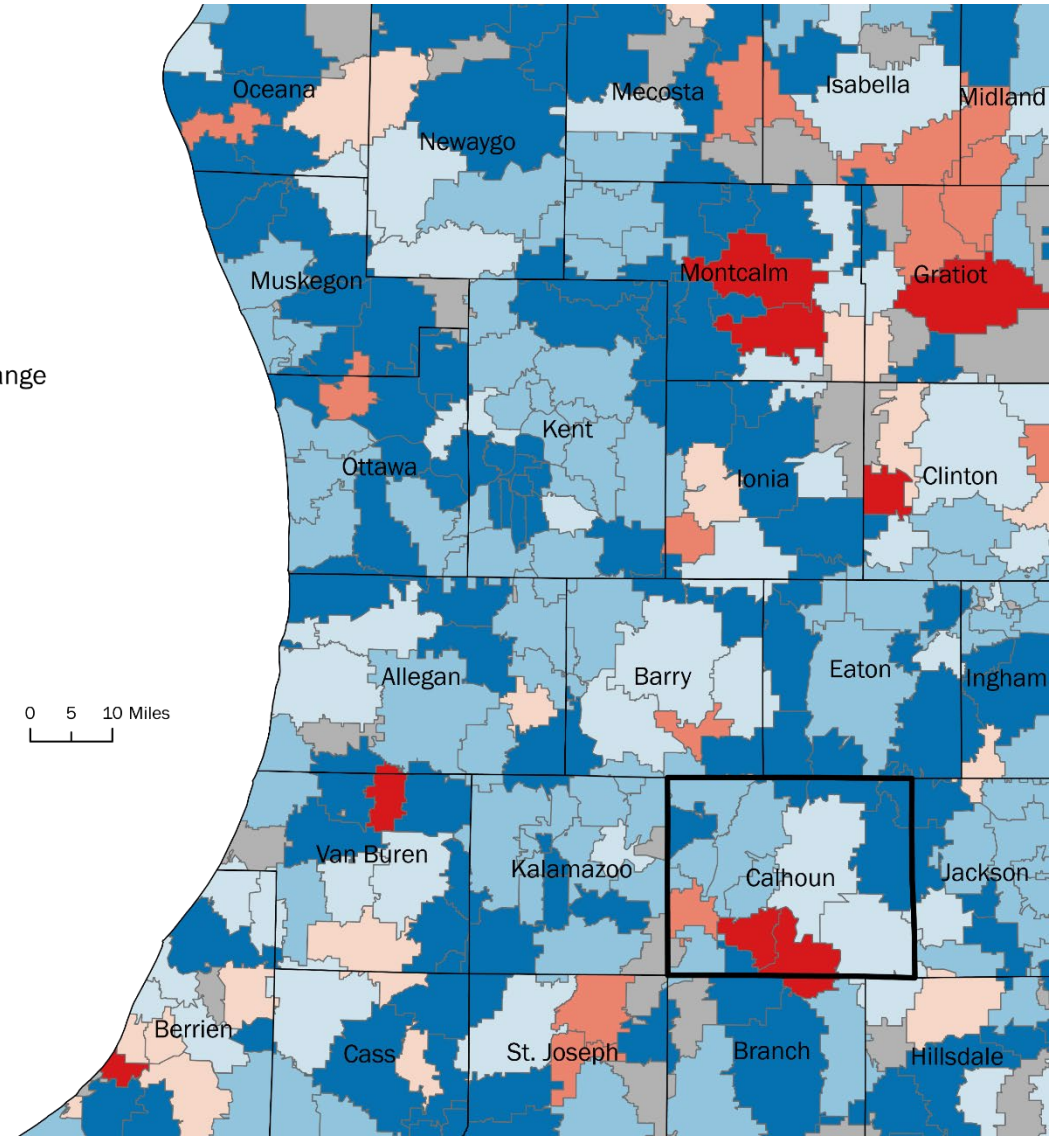 Oceana
Mecosta
Isabella
Midland
Newaygo
Muskegon
Montcalm
Gratiot
ange
Kent
Ottawa
Ionia
Clinton
Allegan
Barry
Eaton
Ingham
0 5 10 Miles
Van Buren
Kalamazoo
Calhoun
Jackson
Berrien
Cass
St. Joseph
Branch
Hillsdale